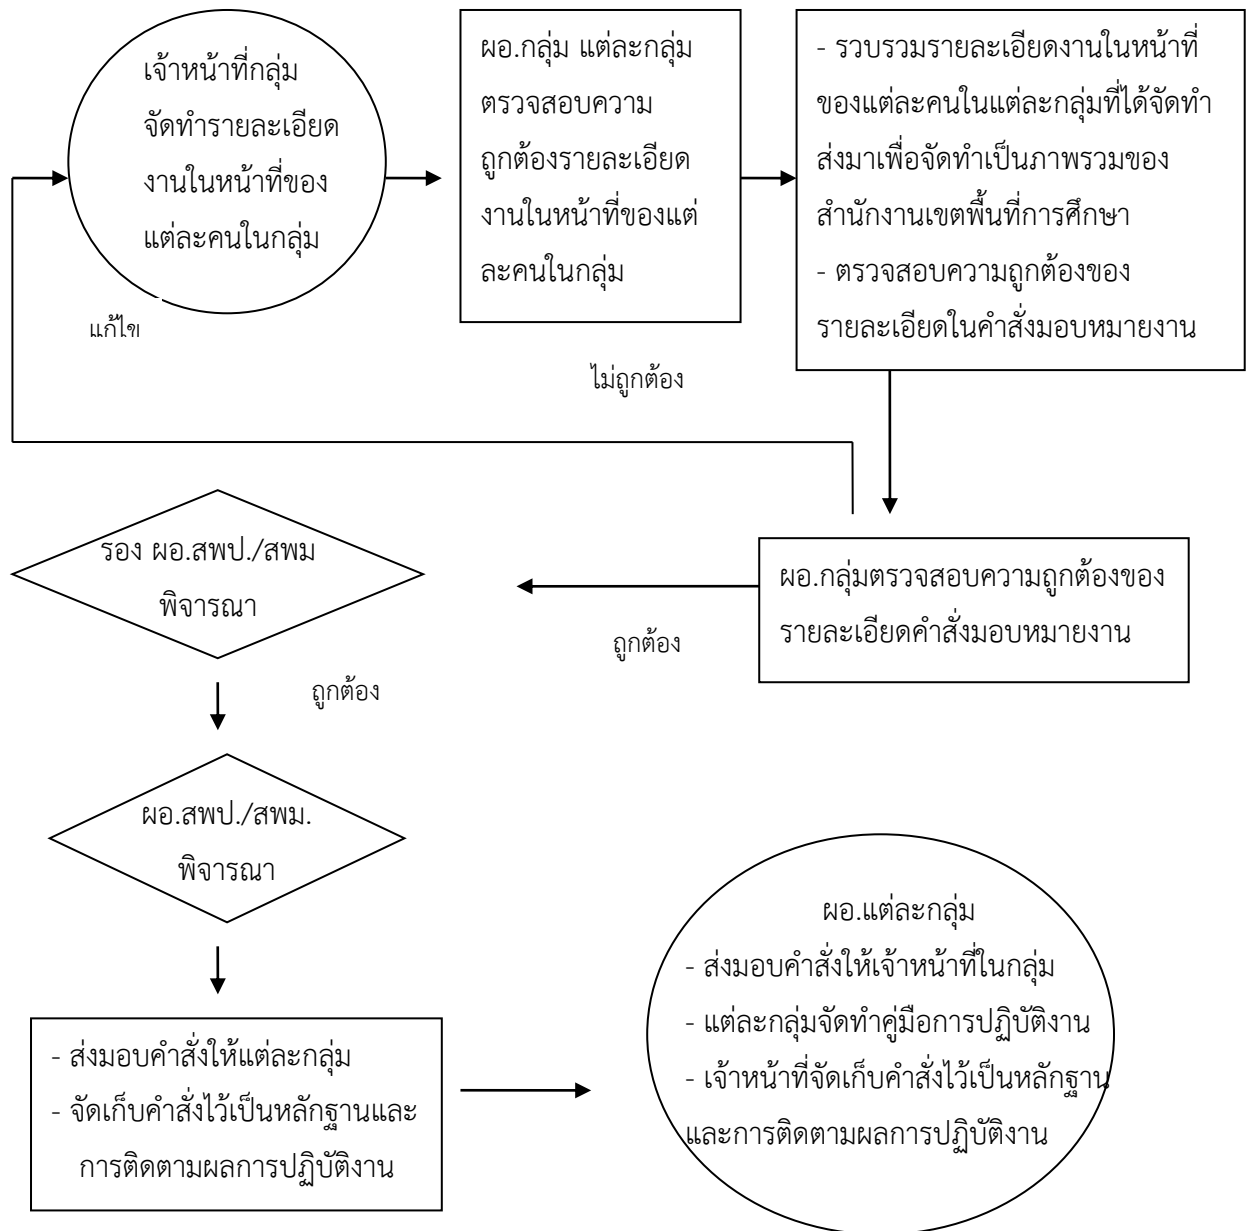 เจ้าหน้าที่กลุ่ม
จัดทำรายละเอียด
งานในหน้าที่ของ
แต่ละคนในกลุ่ม
ผอ.กลุ่ม แต่ละกลุ่ม
ตรวจสอบความ
ถูกต้องรายละเอียด
งานในหน้าที่ของแต่
ละคนในกลุ่ม
- รวบรวมรายละเอียดงานในหน้าที่
ของแต่ละคนในแต่ละกลุ่มที่ได้จัดทำ
ส่งมาเพื่อจัดทำเป็นภาพรวมของ
สำนักงานเขตพื้นที่การศึกษา
- ตรวจสอบความถูกต้องของ
รายละเอียดในคำสั่งมอบหมายงาน
แก้ไข
ไม่ถูกต้อง
ผอ.กลุ่มตรวจสอบความถูกต้องของ
รายละเอียดคำสั่งมอบหมายงาน
ถูกต้อง
รอง ผอ.สพป./สพม
พิจารณา
ถูกต้อง
ผอ.สพป./สพม.
พิจารณา
- ส่งมอบคำสั่งให้แต่ละกลุ่ม
- จัดเก็บคำสั่งไว้เป็นหลักฐานและ
การติดตามผลการปฏิบัติงาน
ผอ.แต่ละกลุ่ม
- ส่งมอบคำสั่งให้เจ้าหน้าที่ในกลุ่ม
- แต่ละกลุ่มจัดทำคู่มือการปฏิบัติงาน
- เจ้าหน้าที่จัดเก็บคำสั่งไว้เป็นหลักฐาน
และการติดตามผลการปฏิบัติงาน